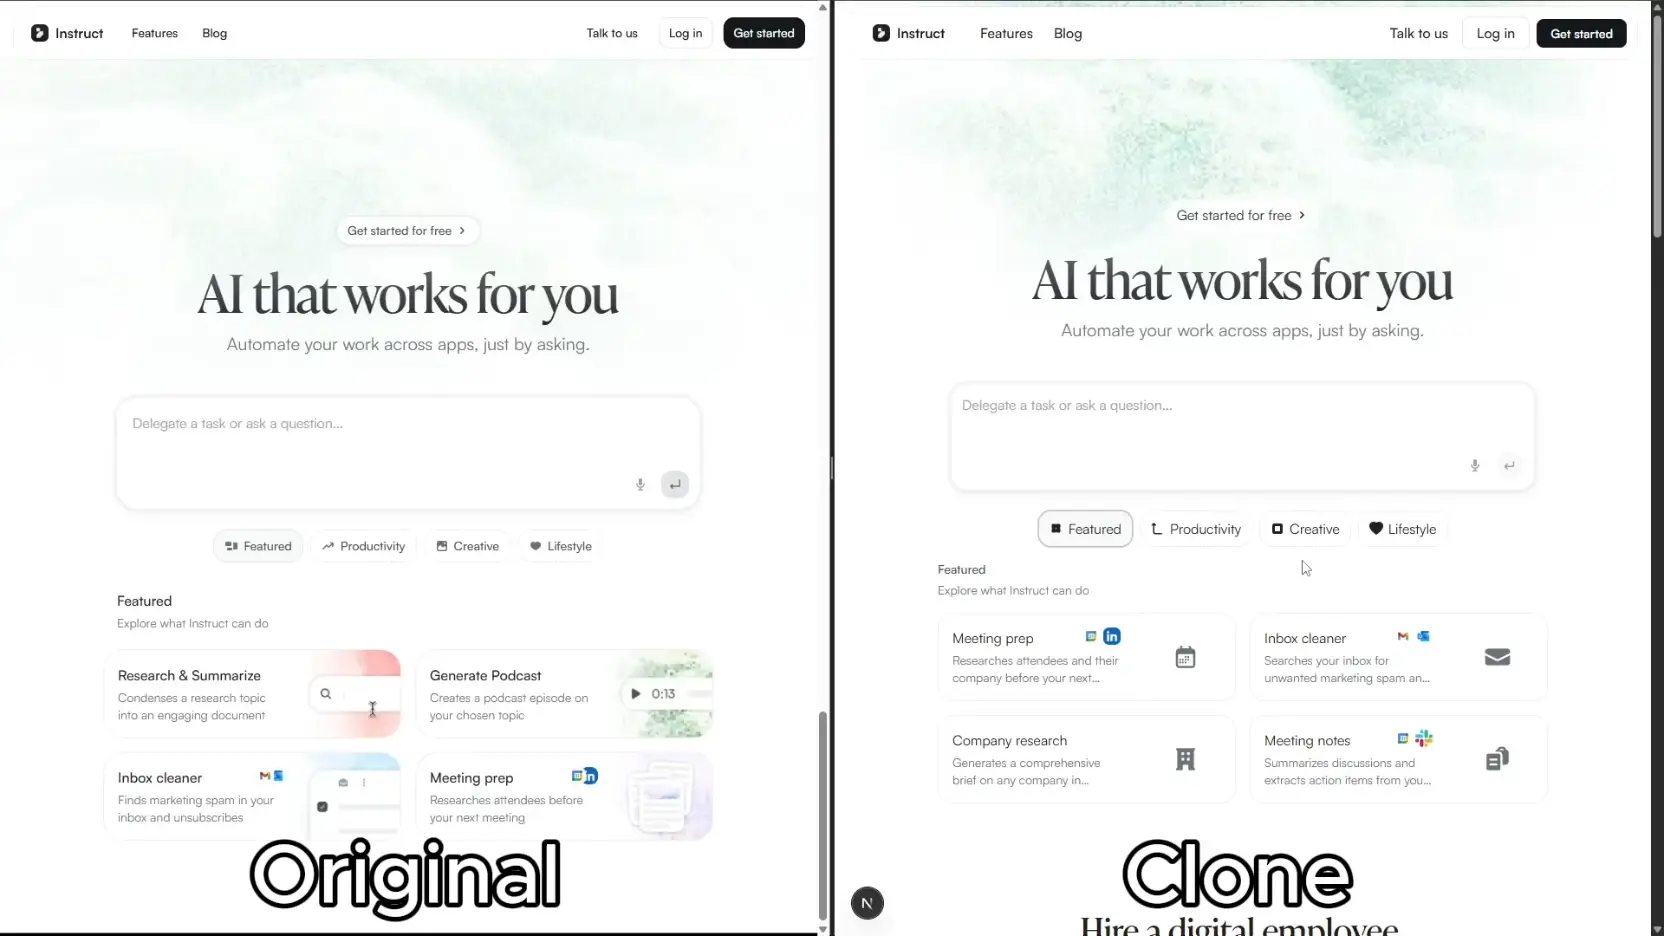 Instruct
Features
Blog
Talk to us
Log in
Get started
Get started for free
AI that works for you
Automate your work across apps, just by asking.
Delegate a task or ask a question...
Featured
Productivity
Creative
Lifestyle
Featured
Explore what Instruct can do
Research & Summarize
Condenses a research topic
into an engaging document
Generate Podcast
Creates a podcast episode on
your chosen topic
0:13
Inbox cleaner
Finds marketing spam in your
inbox and unsubscribes
Meeting prep
Researches attendees before
your next meeting
in
Original
Instruct
Features
Blog
Talk to us
Log in
Get started
Get started for free
AI that works for you
Automate your work across apps, just by asking.
Delegate a task or ask a question...
Featured
Productivity
Creative
Lifestyle
Featured
Explore what Instruct can do
Meeting prep
in
Researches attendees and their
company before your next...
Inbox cleaner
Searches your inbox for
unwanted marketing spam an...
Company research
Generates a comprehensive
brief on any company in...
Meeting notes
Summarizes discussions and
extracts action items from you...
Clone
N
Hire a digital employee